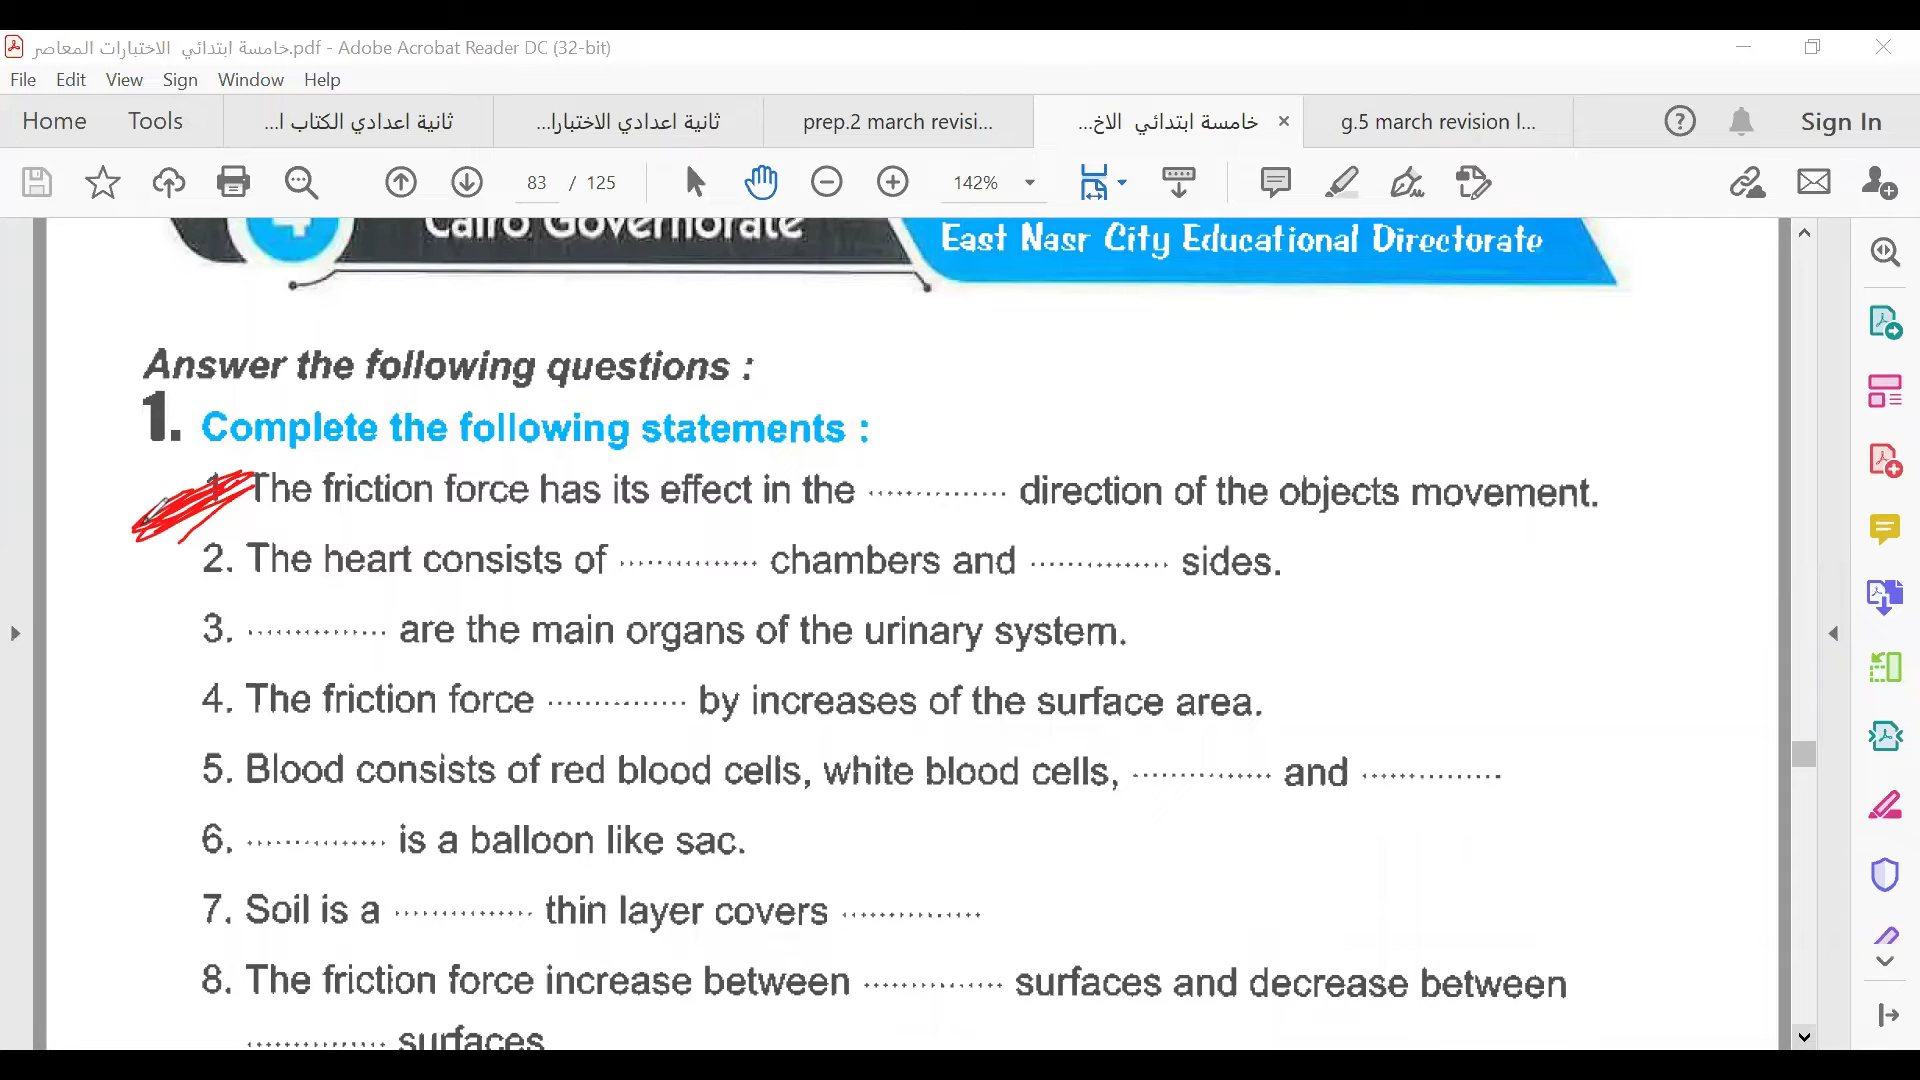 خامسة ابتدائي الاختبارات المعاصر.pdf - Adobe Acrobat Reader DC (32-bit)
File Edit View Sign Window Help
Home Tools ثانية اعدادي الكتاب ا... ثانية اعدادي الاختبارا... prep.2 march revisi... خامسة ابتدائي الاخ... × g.5 march revision l... Sign In
83 / 125 142%
4 Cairo Governorate East Nasr City Educational Directorate
Answer the following questions :
1. Complete the following statements :
1. The friction force has its effect in the .............. direction of the objects movement.
2. The heart consists of .............. chambers and .............. sides.
3. .............. are the main organs of the urinary system.
4. The friction force .............. by increases of the surface area.
5. Blood consists of red blood cells, white blood cells, .............. and ..............
6. .............. is a balloon like sac.
7. Soil is a .............. thin layer covers ..............
8. The friction force increase between .............. surfaces and decrease between
.............. surfaces